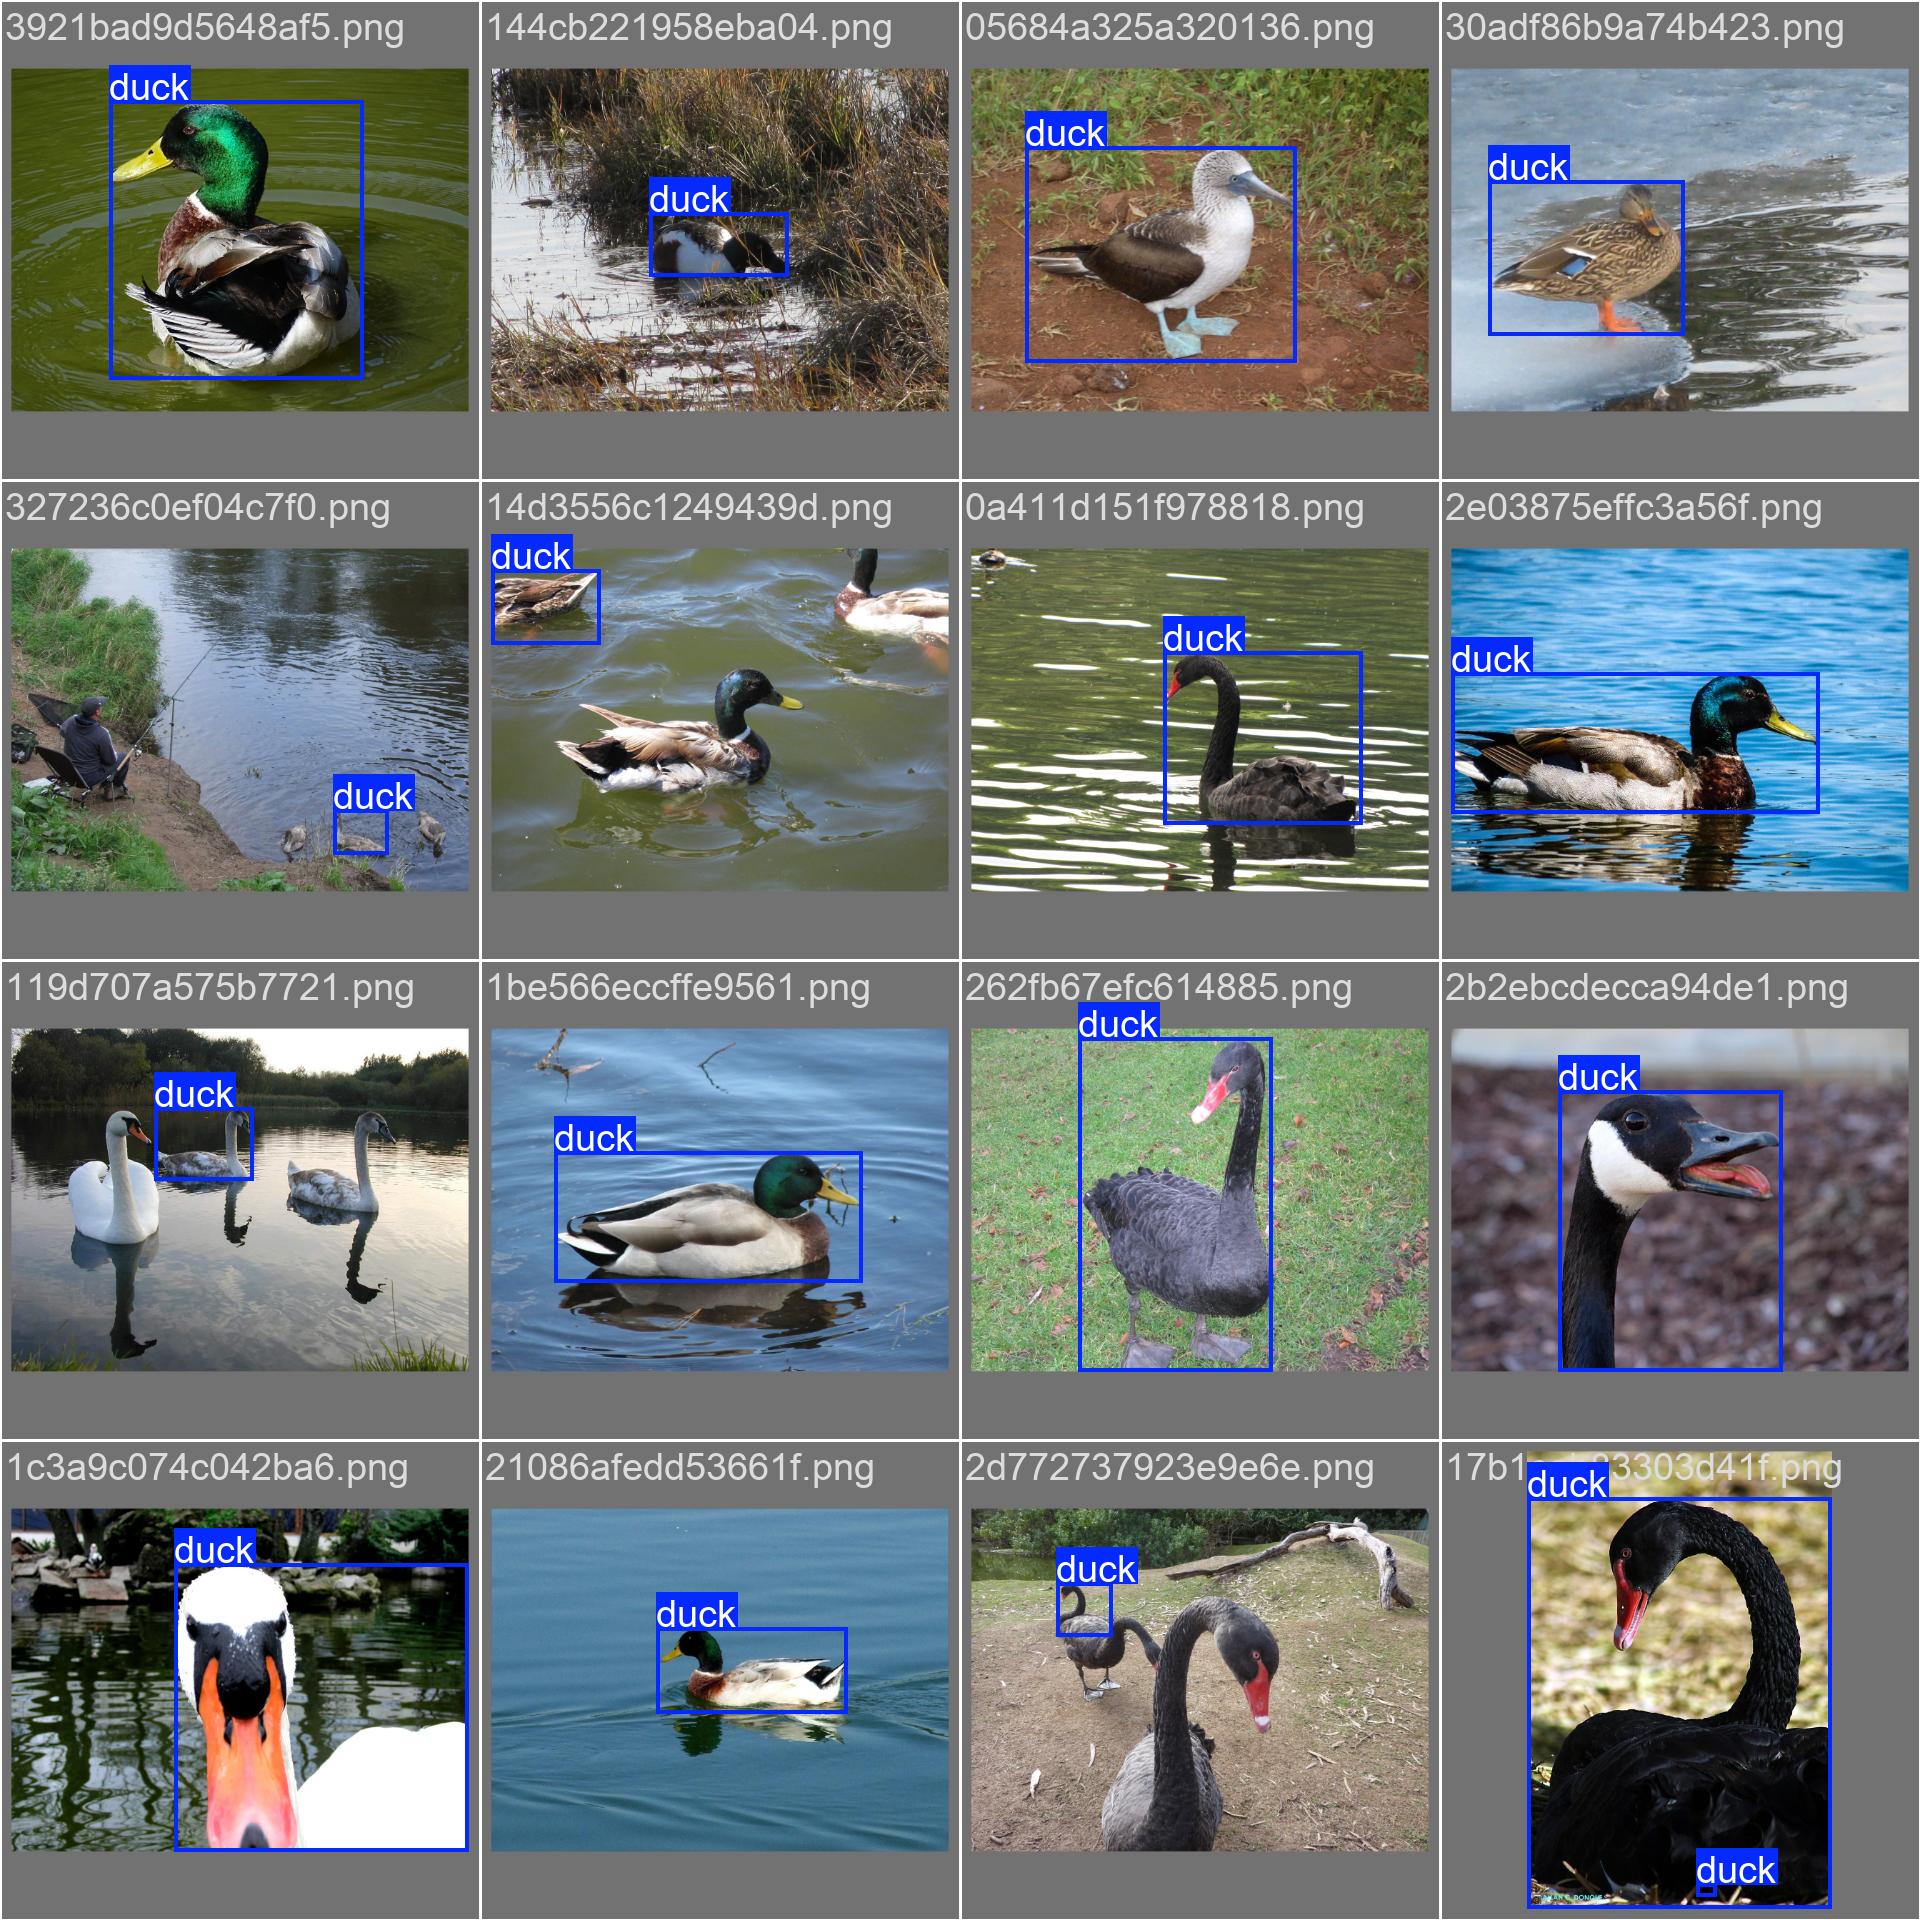 3921bad9d5648af5.png
144cb221958eba04.png
05684a325a320136.png
30adf86b9a74b423.png
duck
duck
duck
duck
327236c0ef04c7f0.png
14d3556c1249439d.png
0a411d151f978818.png
2e03875effc3a56f.png
duck
duck
duck
duck
119d707a575b7721.png
1be566eccffe9561.png
262fb67efc614885.png
2b2ebcdecca94de1.png
duck
duck
duck
duck
1c3a9c074c042ba6.png
21086afedd53661f.png
2d772737923e9e6e.png
duck
duck
duck
duck
duck